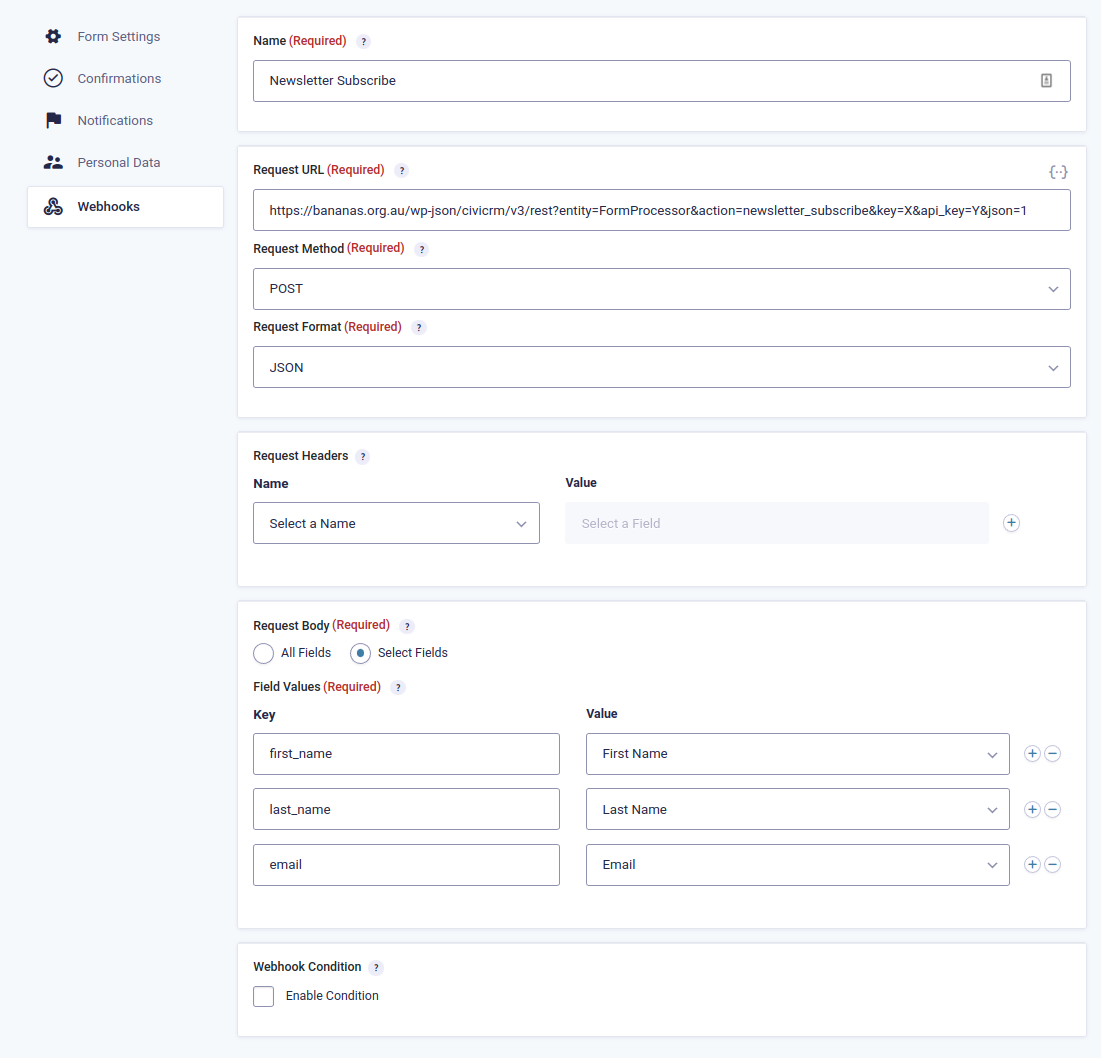 Form Settings
Confirmations
Notifications
Personal Data
Webhooks
Name (Required) ?
Newsletter Subscribe
Request URL (Required) ?
https://bananas.org.au/wp-json/civicrm/v3/rest?entity=FormProcessor&action=newsletter_subscribe&key=X&api_key=Y&json=1
Request Method (Required) ?
POST
Request Format (Required) ?
JSON
Request Headers ?
Name Value
Select a Name Select a Field
Request Body (Required) ?
All Fields Select Fields
Field Values (Required) ?
Key Value
first_name First Name
last_name Last Name
email Email
Webhook Condition ?
Enable Condition